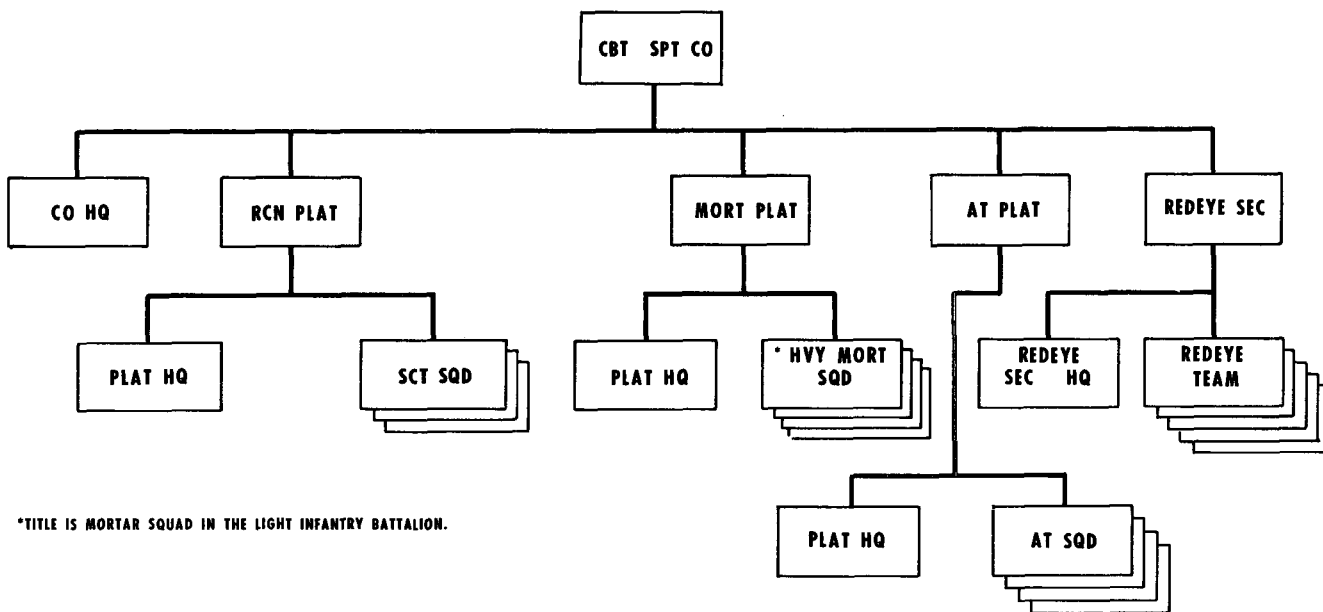 CBT SPT CO
CO HQ
RCN PLAT
MORT PLAT
AT PLAT
REDEYE SEC
PLAT HQ
SCT SQD
PLAT HQ
* HVY MORT
SQD
REDEYE
SEC HQ
REDEYE
TEAM
PLAT HQ
AT SQD
*TITLE IS MORTAR SQUAD IN THE LIGHT INFANTRY BATTALION.